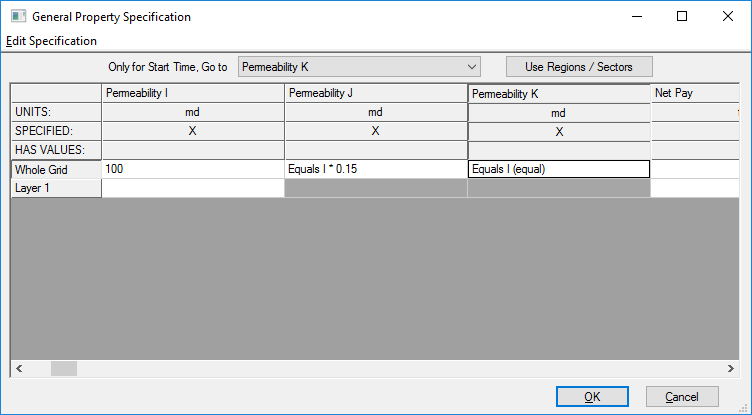 General Property Specification
Edit Specification
Only for Start Time, Go to Permeability K Use Regions / Sectors
Permeability I Permeability J Permeability K Net Pay
UNITS: md md md
SPECIFIED: X X X
HAS VALUES:
Whole Grid 100 Equals I * 0.15 Equals I (equal)
Layer 1
OK Cancel